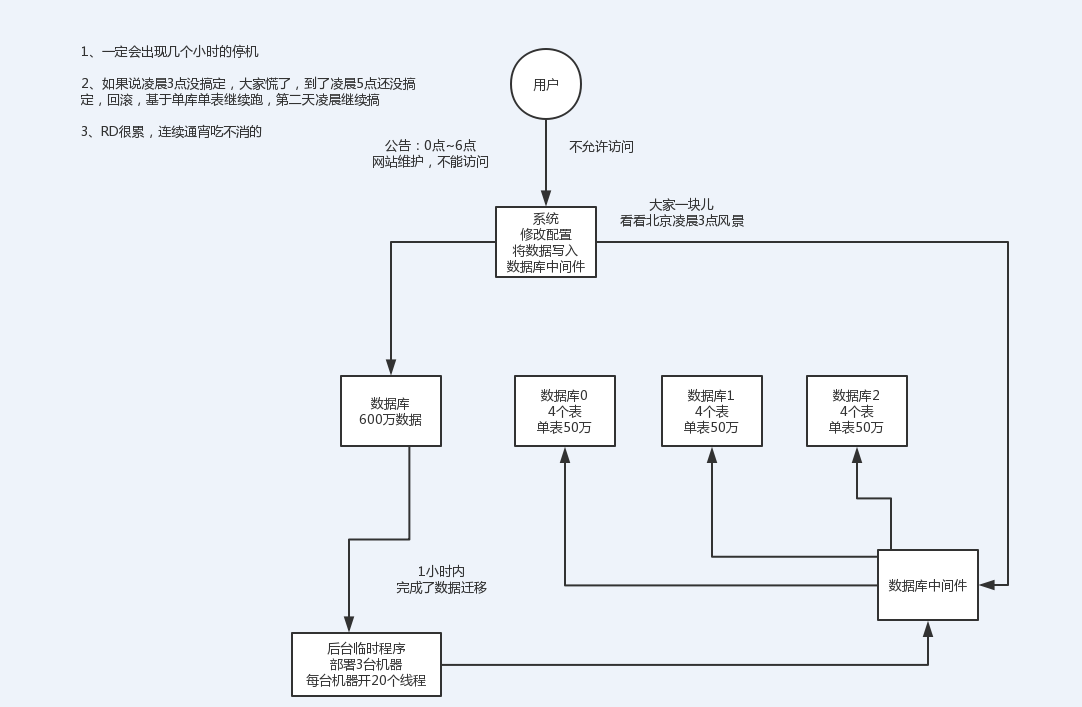 1、一定会出现几个小时的停机
2、如果说凌晨3点没搞定，大家慌了，到了凌晨5点还没搞
定，回滚，基于单库单表继续跑，第二天凌晨继续搞
3、RD很累，连续通宵吃不消的
用户
公告：0点~6点
网站维护，不能访问
不允许访问
大家一块儿
看看北京凌晨3点风景
系统
修改配置
将数据写入
数据库中间件
数据库
600万数据
数据库0
4个表
单表50万
数据库1
4个表
单表50万
数据库2
4个表
单表50万
1小时内
完成了数据迁移
数据库中间件
后台临时程序
部署3台机器
每台机器开20个线程